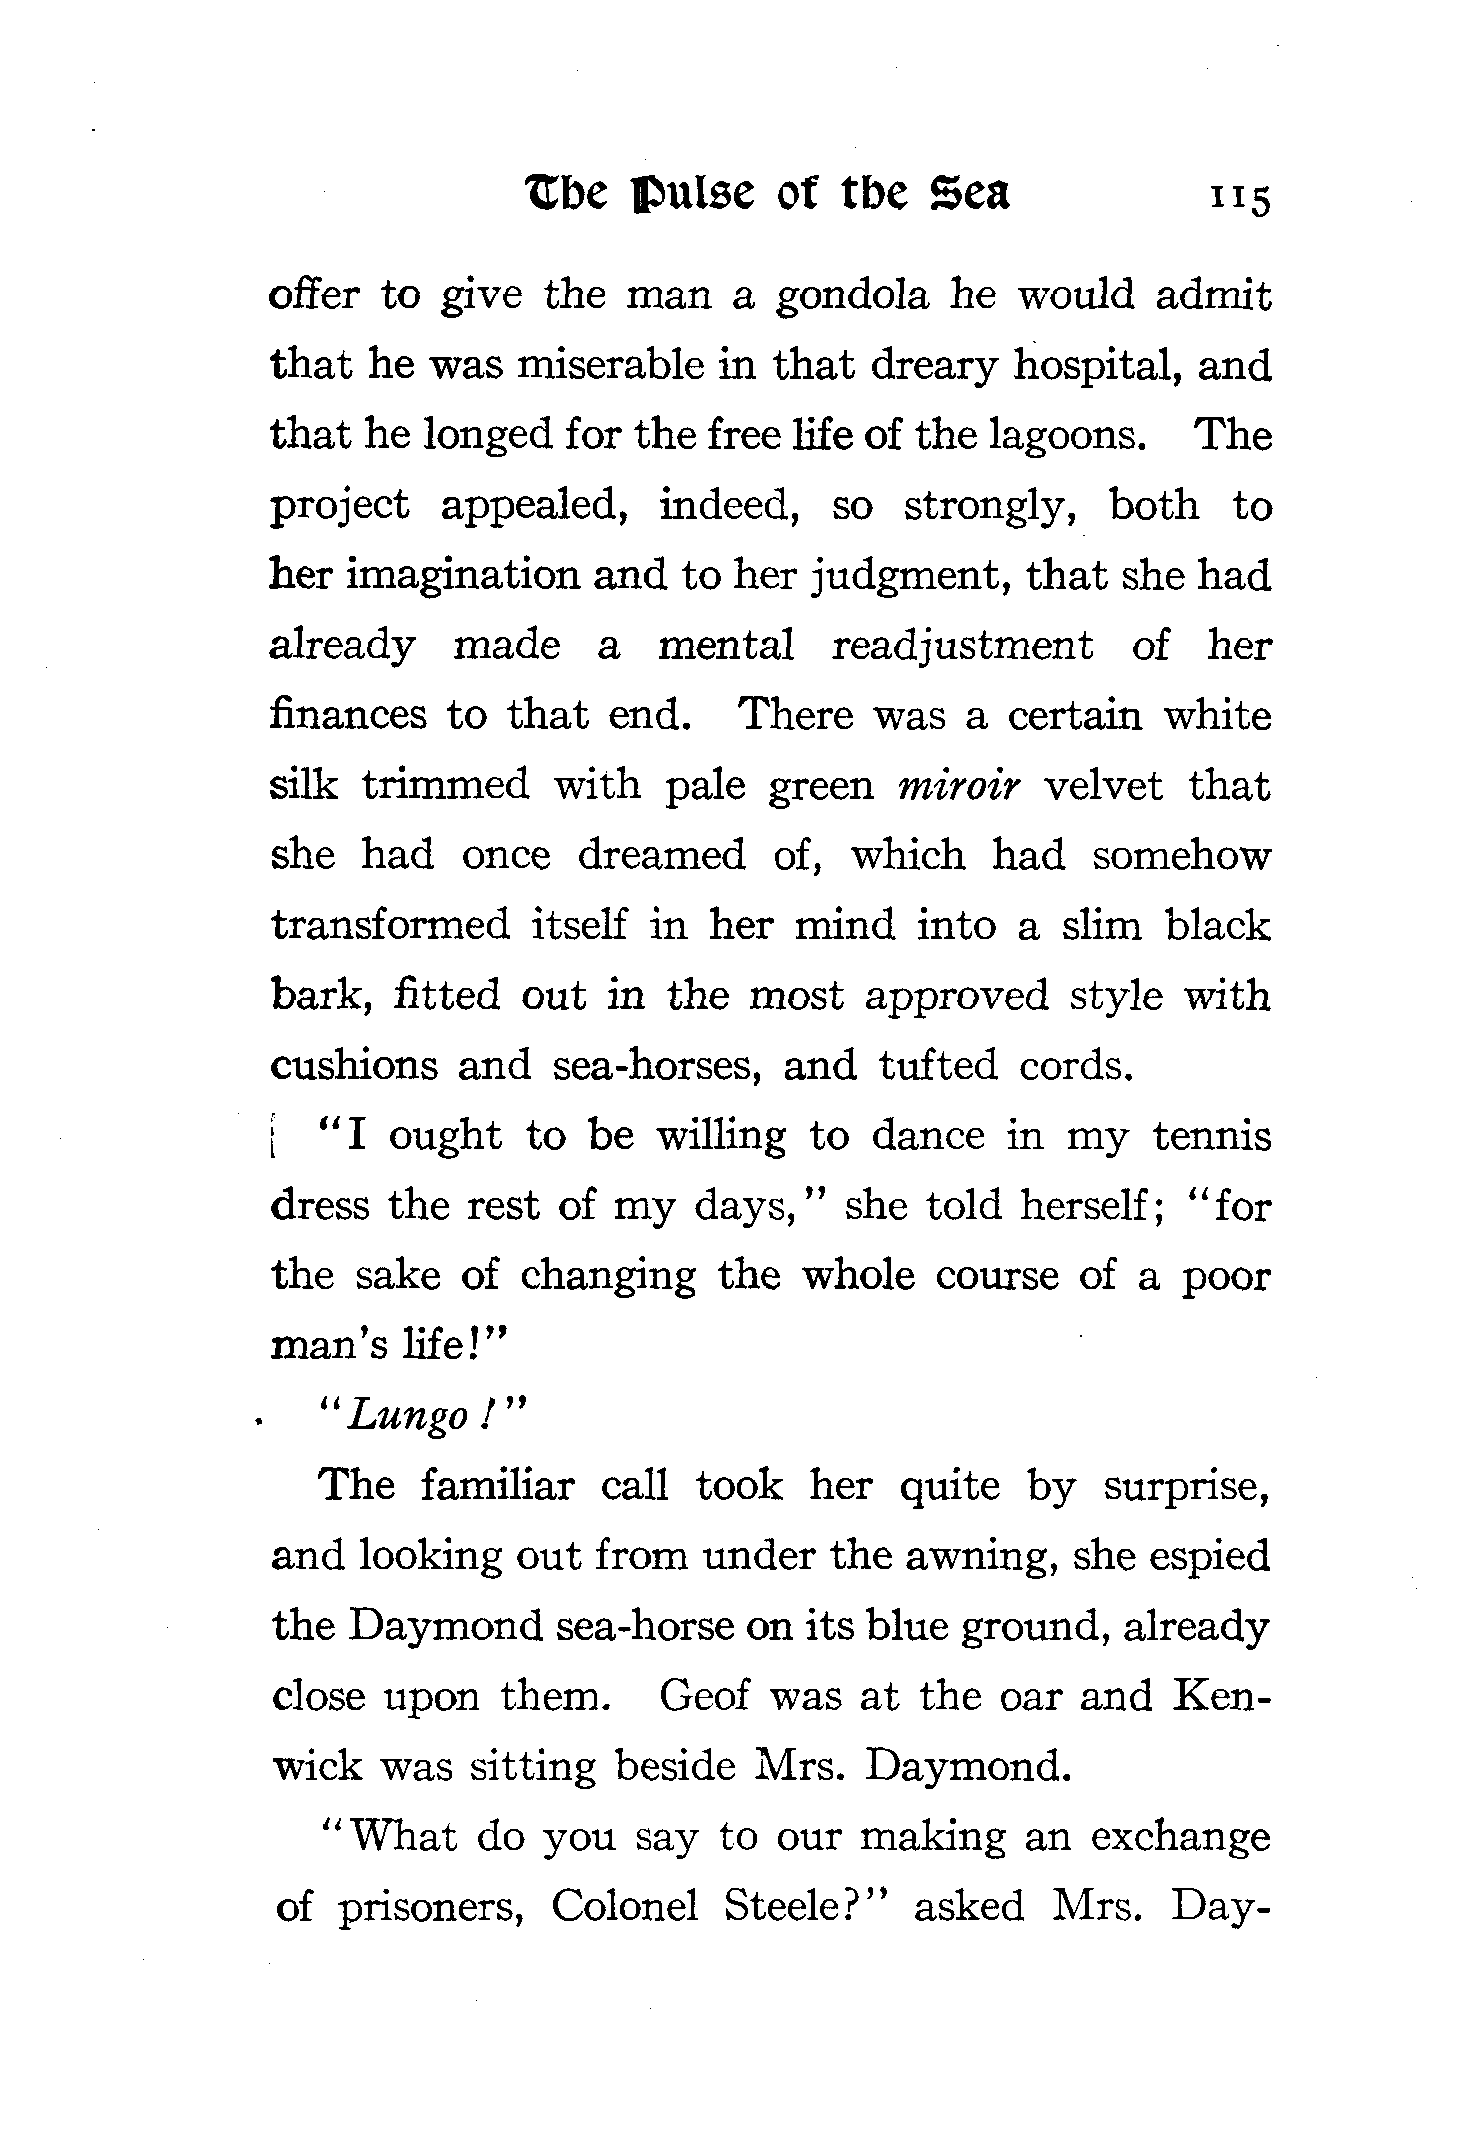 The Pulse of the Sea 115
offer to give the man a gondola he would admit
that he was miserable in that dreary hospital, and
that he longed for the free life of the lagoons. The
project appealed, indeed, so strongly, both to
her imagination and to her judgment, that she had
already made a mental readjustment of her
finances to that end. There was a certain white
silk trimmed with pale green miroir velvet that
she had once dreamed of, which had somehow
transformed itself in her mind into a slim black
bark, fitted out in the most approved style with
cushions and sea-horses, and tufted cords.
"I ought to be willing to dance in my tennis
dress the rest of my days," she told herself; "for
the sake of changing the whole course of a poor
man's life!"
"Lungo!"
The familiar call took her quite by surprise,
and looking out from under the awning, she espied
the Daymond sea-horse on its blue ground, already
close upon them. Geof was at the oar and Ken-
wick was sitting beside Mrs. Daymond.
"What do you say to our making an exchange
of prisoners, Colonel Steele?" asked Mrs. Day-